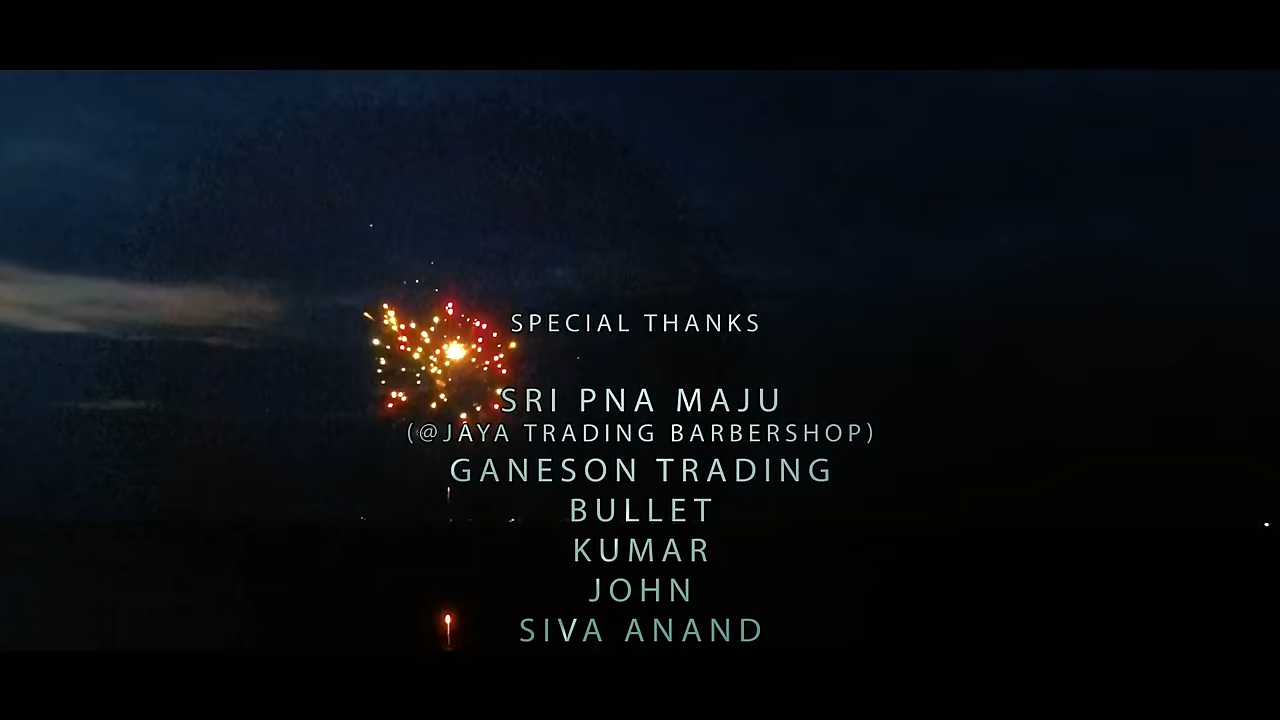 SPECIAL THANKS
SRI PNA MAJU
(@JAYA TRADING BARBERSHOP)
GANESON TRADING
BULLET
KUMAR
JOHN
SIVA ANAND